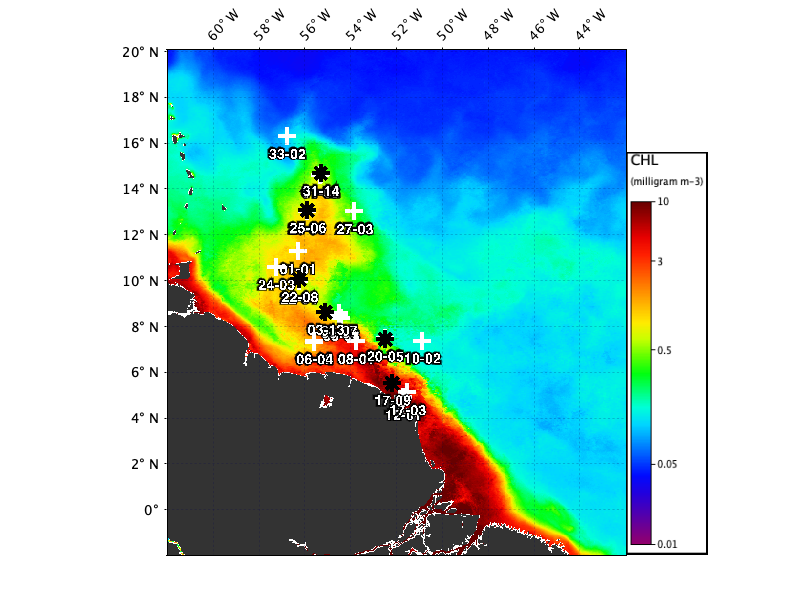 60° W 58° W 56° W 54° W 52° W 50° W 48° W 46° W 44° W
20° N
18° N
16° N
14° N
12° N
10° N
8° N
6° N
4° N
2° N
0°
33-02
31-14
25-06 27-03
01-01
24-03
22-08
06-04
20-05 10-02
17-09
17-03
CHL
(milligram m-3)
10
3
0.5
0.05
0.01